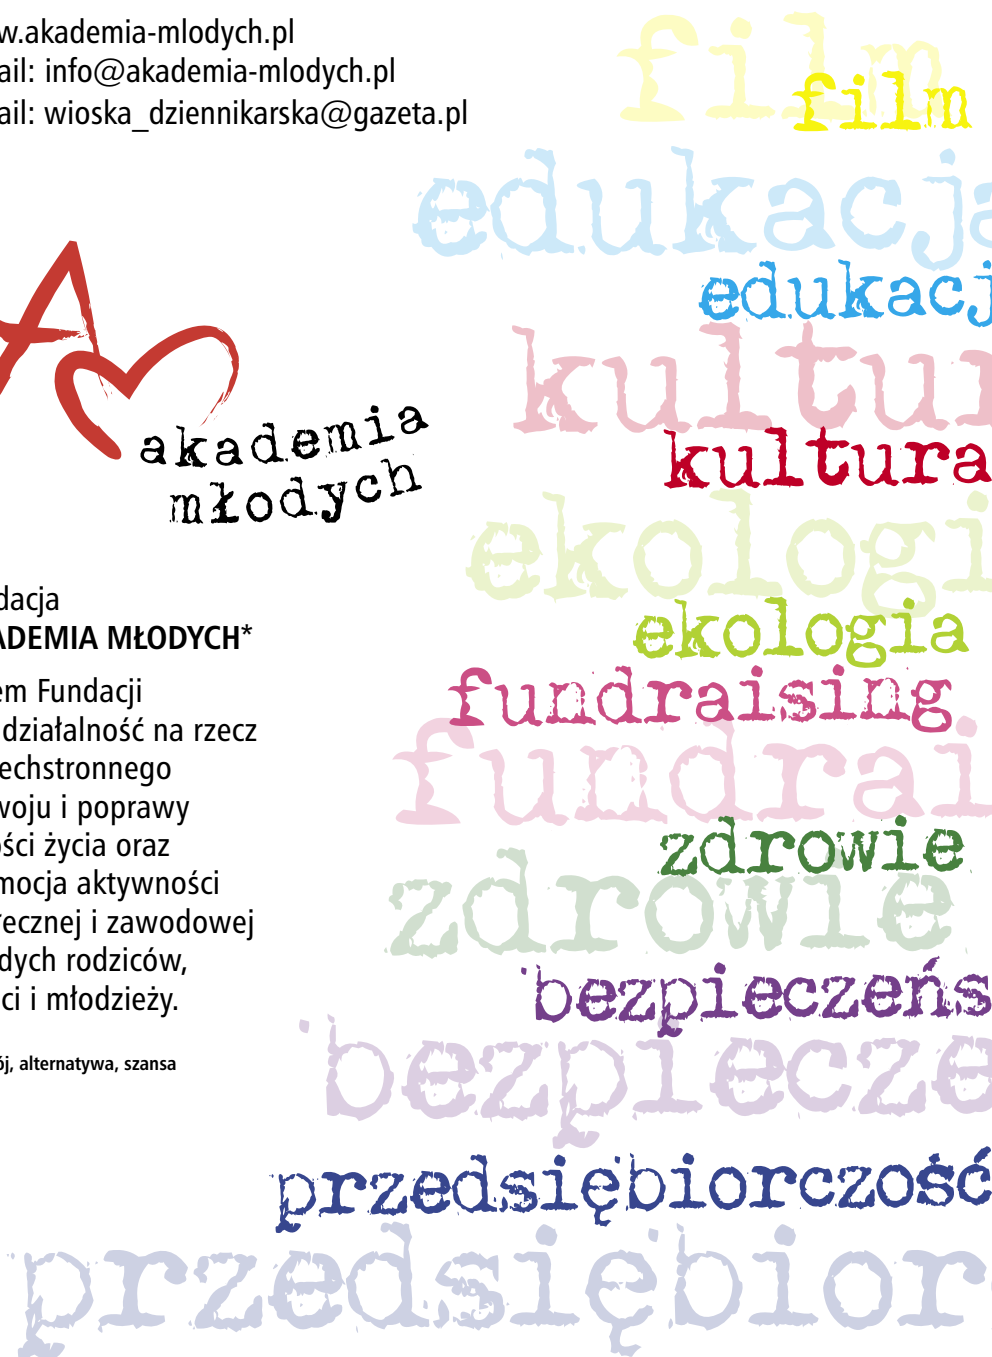 w.akademia-mlodych.pl
ail: info@akademia-mlodych.pl
ail: wioska_dziennikarska@gazeta.pl
akademia
młodych
dacja
ADEMIA MŁODYCH*
em Fundacji
działalność na rzecz
echstronnego
woju i poprawy
ości życia oraz
mocja aktywności
łecznej i zawodowej
dych rodziców,
ci i młodzieży.
ój, alternatywa, szansa
film
film
edukacja
edukacj
kultur
kultura
ekologi
ekologia
fundraising
fundrai
zdrowie
zdrowie
bezpieczeńs
bezpiecze
przedsiębiorczość
przedsiębior